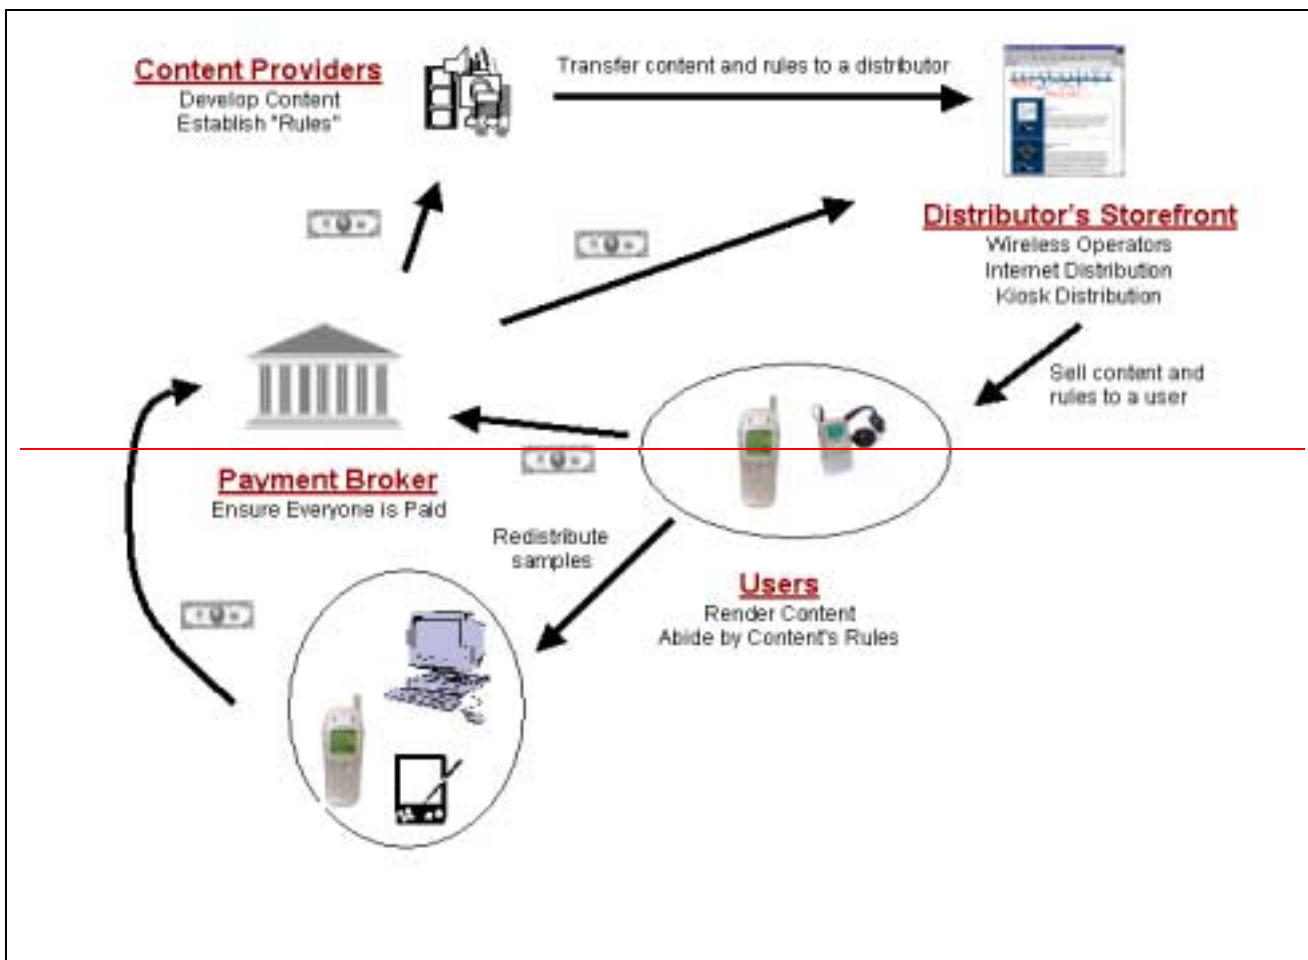 Content Providers
Develop Content
Establish "Rules"
Transfer content and rules to a distributor
Distributor's Storefront
Wireless Operators
Internet Distribution
Kiosk Distribution
Sell content and
rules to a user
Payment Broker
Ensure Everyone is Paid
Redistribute
samples
Users
Render Content
Abide by Content's Rules